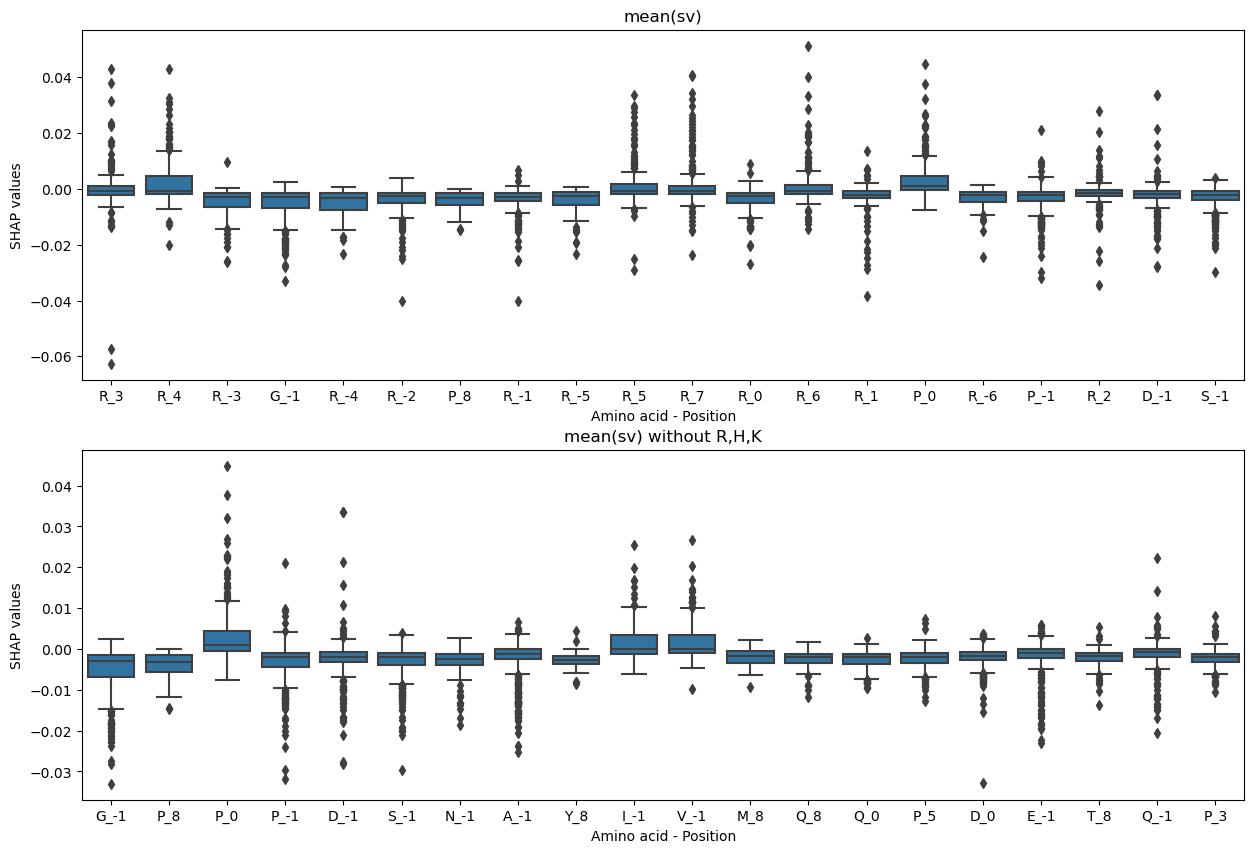 mean(sv)
0.04
0.02
0.00
−0.02
−0.04
−0.06
SHAP values
R_3 R_4 R_-3 G_-1 R_-4 R_-2 P_8 R_-1 R_-5 R_5 R_7 R_0 R_6 R_1 P_0 R_-6 P_-1 R_2 D_-1 S_-1
Amino acid - Position
mean(sv) without R,H,K
0.04
0.03
0.02
0.01
0.00
−0.01
−0.02
−0.03
SHAP values
G_-1 P_8 P_0 P_-1 D_-1 S_-1 N_-1 A_-1 Y_8 I_-1 V_-1 M_8 Q_8 Q_0 P_5 D_0 E_-1 T_8 Q_-1 P_3
Amino acid - Position